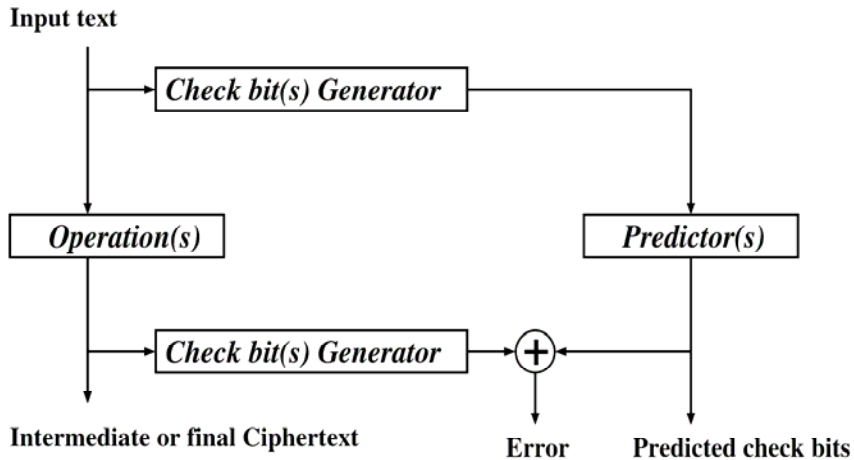 Input text
Check bit(s) Generator
Operation(s)
Predictor(s)
Check bit(s) Generator
+
Intermediate or final Ciphertext
Error
Predicted check bits